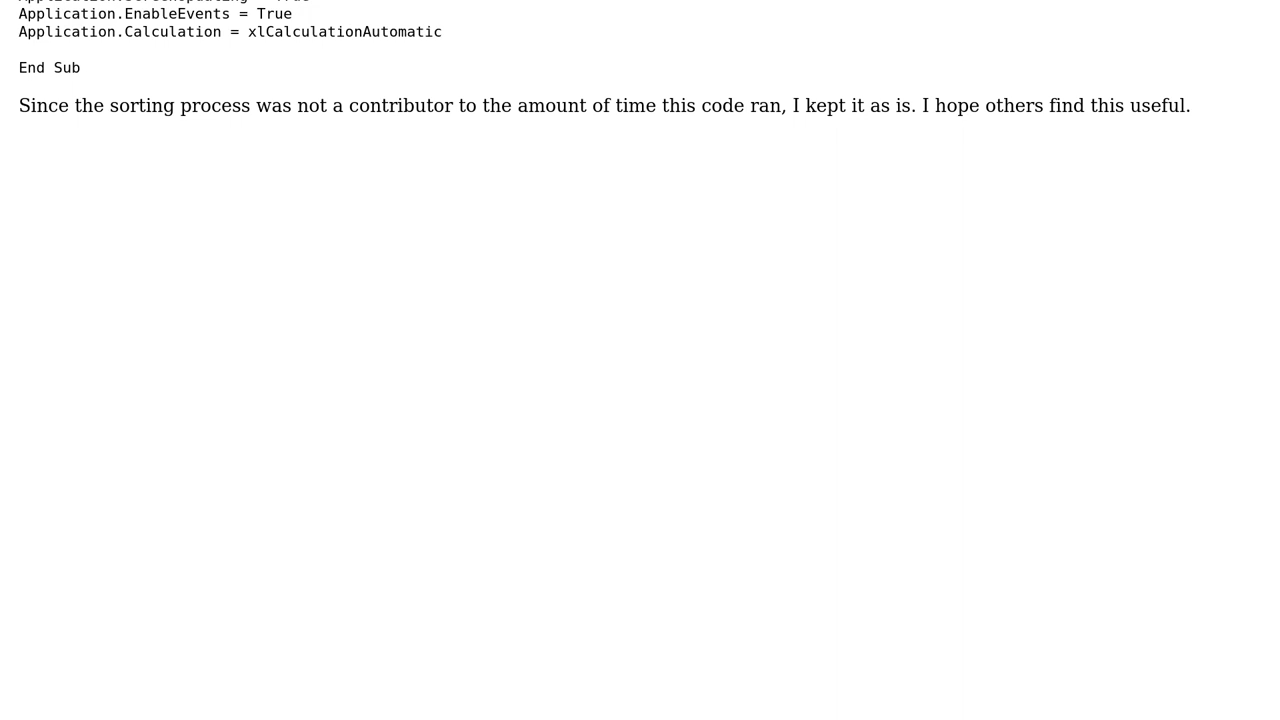 Application.EnableEvents = True
Application.Calculation = xlCalculationAutomatic
End Sub
Since the sorting process was not a contributor to the amount of time this code ran, I kept it as is. I hope others find this useful.